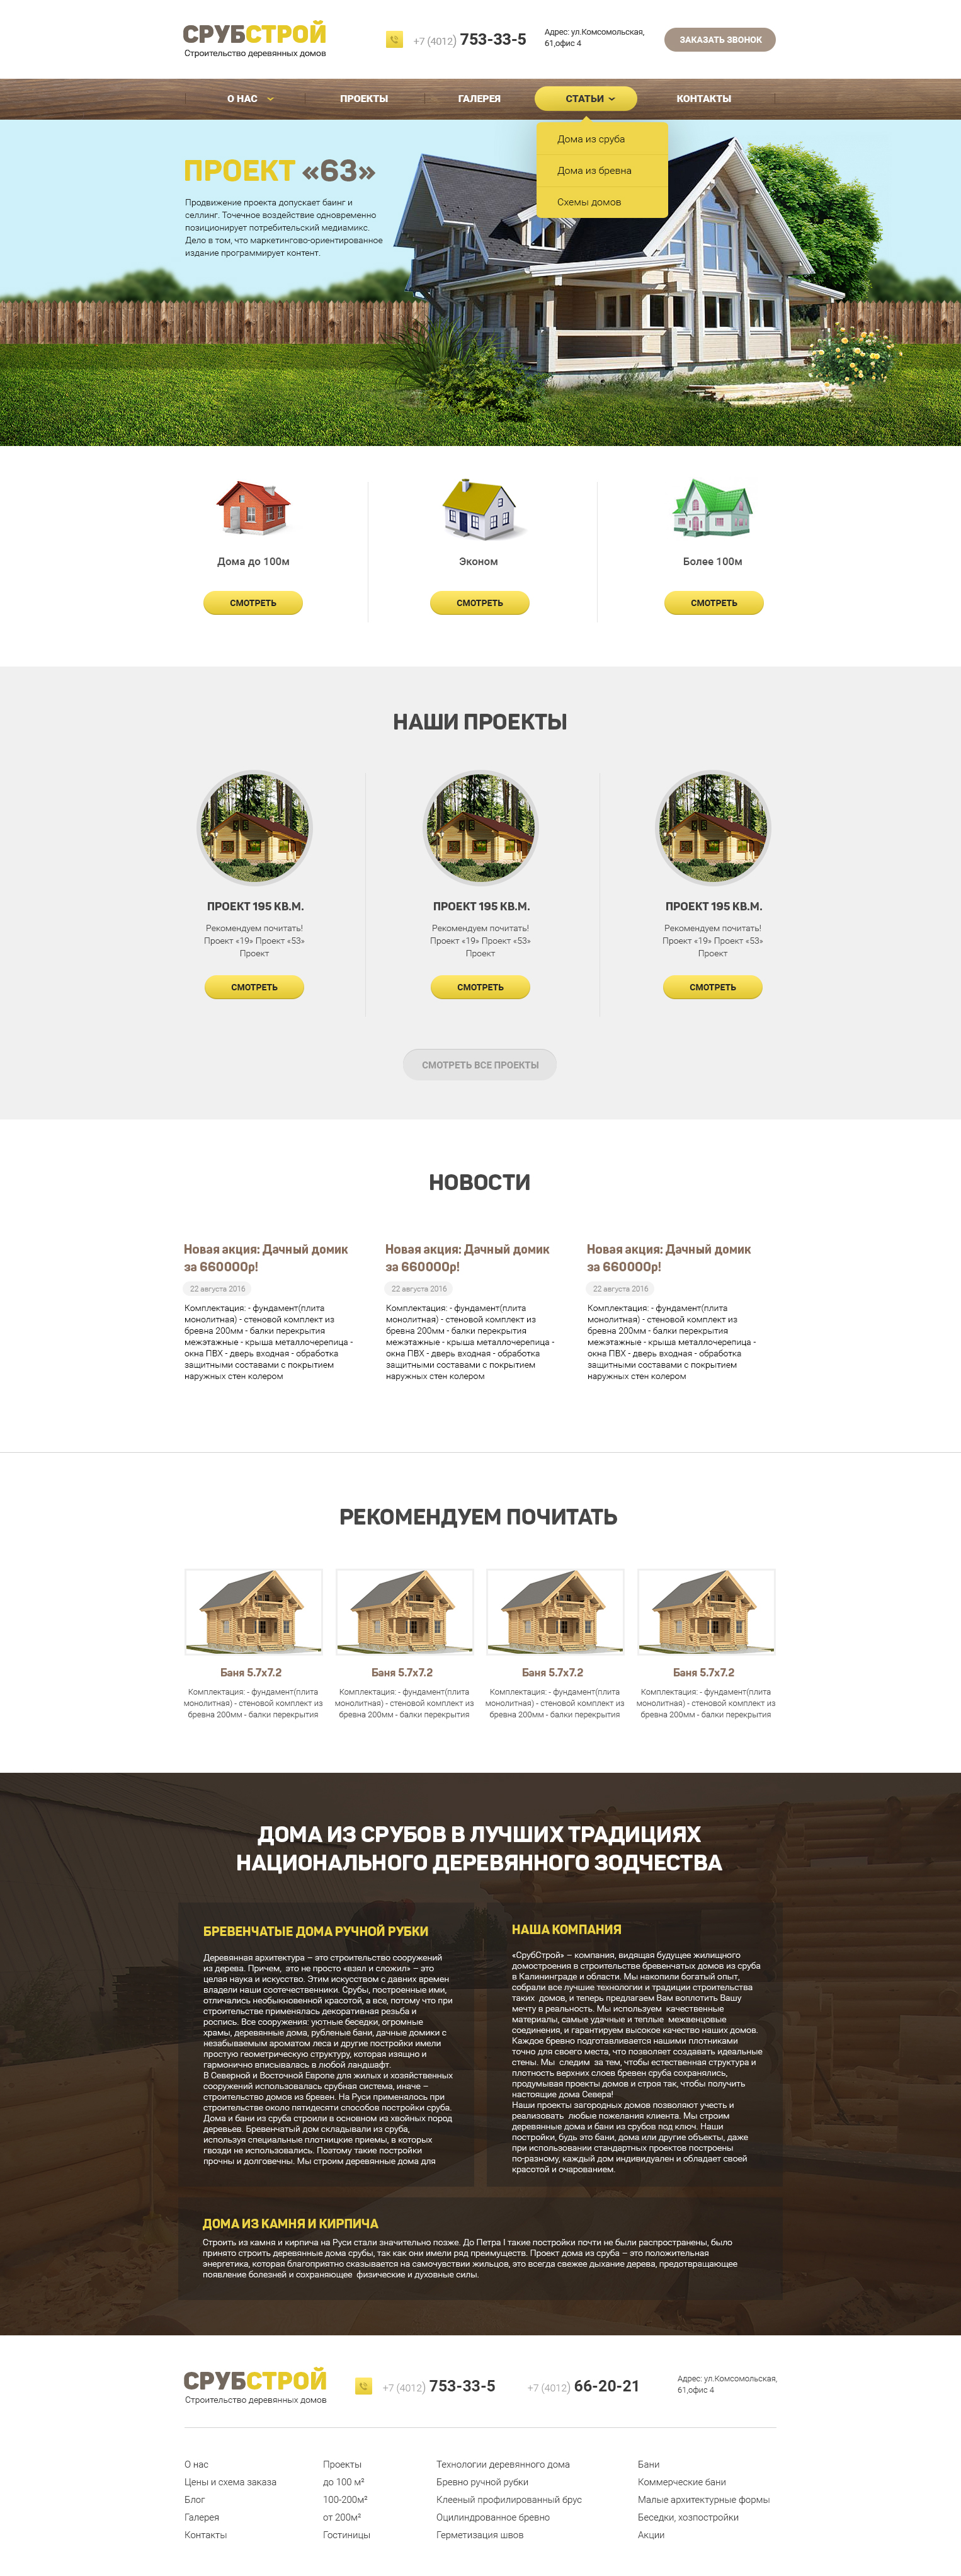 СРУБСТРОЙ
Строительство деревянных домов
+7 (4012) 753-33-5
Адрес: ул.Комсомольская,
61,офис 4
ЗАКАЗАТЬ ЗВОНОК
О НАС
ПРОЕКТЫ
ГАЛЕРЕЯ
СТАТЬИ
КОНТАКТЫ
Дома из сруба
Дома из бревна
Схемы домов
ПРОЕКТ «63»
Продвижение проекта допускает баинг и
селлинг. Точечное воздействие одновременно
позиционирует потребительский медиамикс.
Дело в том, что маркетингово-ориентированное
издание программирует контент.
Дома до 100м
Эконом
Более 100м
СМОТРЕТЬ
СМОТРЕТЬ
СМОТРЕТЬ
НАШИ ПРОЕКТЫ
ПРОЕКТ 195 КВ.М.
Рекомендуем почитать!
Проект «19» Проект «53»
Проект
СМОТРЕТЬ
ПРОЕКТ 195 КВ.М.
Рекомендуем почитать!
Проект «19» Проект «53»
Проект
СМОТРЕТЬ
ПРОЕКТ 195 КВ.М.
Рекомендуем почитать!
Проект «19» Проект «53»
Проект
СМОТРЕТЬ
СМОТРЕТЬ ВСЕ ПРОЕКТЫ
НОВОСТИ
Новая акция: Дачный домик
за 660000р!
22 августа 2016
Комплектация: - фундамент(плита
монолитная) - стеновой комплект из
бревна 200мм - балки перекрытия
межэтажные - крыша металлочерепица -
окна ПВХ - дверь входная - обработка
защитными составами с покрытием
наружных стен колером
Новая акция: Дачный домик
за 660000р!
22 августа 2016
Комплектация: - фундамент(плита
монолитная) - стеновой комплект из
бревна 200мм - балки перекрытия
межэтажные - крыша металлочерепица -
окна ПВХ - дверь входная - обработка
защитными составами с покрытием
наружных стен колером
Новая акция: Дачный домик
за 660000р!
22 августа 2016
Комплектация: - фундамент(плита
монолитная) - стеновой комплект из
бревна 200мм - балки перекрытия
межэтажные - крыша металлочерепица -
окна ПВХ - дверь входная - обработка
защитными составами с покрытием
наружных стен колером
РЕКОМЕНДУЕМ ПОЧИТАТЬ
Баня 5.7х7.2
Комплектация: - фундамент(плита
монолитная) - стеновой комплект из
бревна 200мм - балки перекрытия
Баня 5.7х7.2
Комплектация: - фундамент(плита
монолитная) - стеновой комплект из
бревна 200мм - балки перекрытия
Баня 5.7х7.2
Комплектация: - фундамент(плита
монолитная) - стеновой комплект из
бревна 200мм - балки перекрытия
Баня 5.7х7.2
Комплектация: - фундамент(плита
монолитная) - стеновой комплект из
бревна 200мм - балки перекрытия
ДОМА ИЗ СРУБОВ В ЛУЧШИХ ТРАДИЦИЯХ
НАЦИОНАЛЬНОГО ДЕРЕВЯННОГО ЗОДЧЕСТВА
БРЕВЕНЧАТЫЕ ДОМА РУЧНОЙ РУБКИ
Деревянная архитектура – это строительство сооружений
из дерева. Причем, это не просто «взял и сложил» – это
целая наука и искусство. Этим искусством с давних времен
владели наши соотечественники. Срубы, построенные ими,
отличались необыкновенной красотой, а все, потому что при
строительстве применялась декоративная резьба и
роспись. Все сооружения: уютные беседки, огромные
храмы, деревянные дома, рубленые бани, дачные домики с
незабываемым ароматом леса и другие постройки имели
простую геометрическую структуру, которая изящно и
гармонично вписывалась в любой ландшафт.
В Северной и Восточной Европе для жилых и хозяйственных
сооружений использовалась срубная система, иначе –
строительство домов из бревен. На Руси применялось при
строительстве около пятидесяти способов постройки сруба.
Дома и бани из сруба строили в основном из хвойных пород
деревьев. Бревенчатый дом складывали из сруба,
используя специальные плотницкие приемы, в которых
гвозди не использовались. Поэтому такие постройки
прочны и долговечны. Мы строим деревянные дома для
НАША КОМПАНИЯ
«СрубСтрой» – компания, видящая будущее жилищного
домостроения в строительстве бревенчатых домов из сруба
в Калининграде и области. Мы накопили богатый опыт,
собрали все лучшие технологии и традиции строительства
таких домов, и теперь предлагаем Вам воплотить Вашу
мечту в реальность. Мы используем качественные
материалы, самые удачные и теплые межвенцовые
соединения, и гарантируем высокое качество наших домов.
Каждое бревно подготавливается нашими плотниками
точно для своего места, что позволяет создавать идеальные
стены. Мы следим за тем, чтобы естественная структура и
плотность верхних слоев бревен сруба сохранялись,
продумывая проекты домов и строя так, чтобы получить
настоящие дома Севера!
Наши проекты загородных домов позволяют учесть и
реализовать любые пожелания клиента. Мы строим
деревянные дома и бани из срубов под ключ. Наши
постройки, будь это бани, дома или другие объекты, даже
при использовании стандартных проектов построены
по-разному, каждый дом индивидуален и обладает своей
красотой и очарованием.
ДОМА ИЗ КАМНЯ И КИРПИЧА
Строить из камня и кирпича на Руси стали значительно позже. До Петра I такие постройки почти не были распространены, было
принято строить деревянные дома срубы, так как они имели ряд преимуществ. Проект дома из сруба – это положительная
энергетика, которая благоприятно сказывается на самочувствии жильцов, это всегда свежее дыхание дерева, предотвращающее
появление болезней и сохраняющее физические и духовные силы.
СРУБСТРОЙ
Строительство деревянных домов
+7 (4012) 753-33-5
+7 (4012) 66-20-21
Адрес: ул.Комсомольская,
61,офис 4
О нас
Цены и схема заказа
Блог
Галерея
Контакты
Проекты
до 100 м²
100-200м²
от 200м²
Гостиницы
Технологии деревянного дома
Бревно ручной рубки
Клееный профилированный брус
Оцилиндрованное бревно
Герметизация швов
Бани
Коммерческие бани
Малые архитектурные формы
Беседки, хозпостройки
Акции